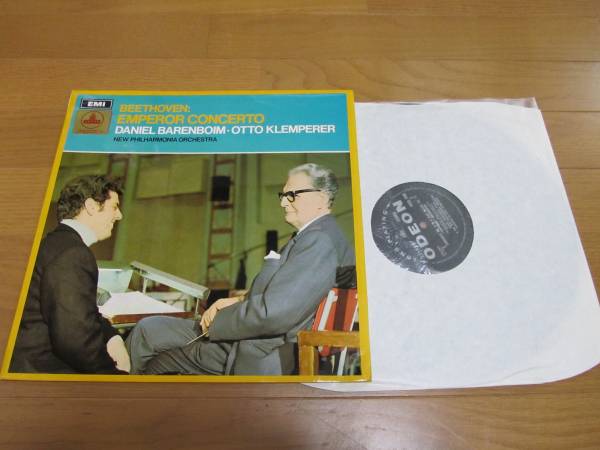 EMI
BEETHOVEN:
EMPEROR CONCERTO
DANIEL BARENBOIM · OTTO KLEMPERER
NEW PHILHARMONIA ORCHESTRA
ODEON